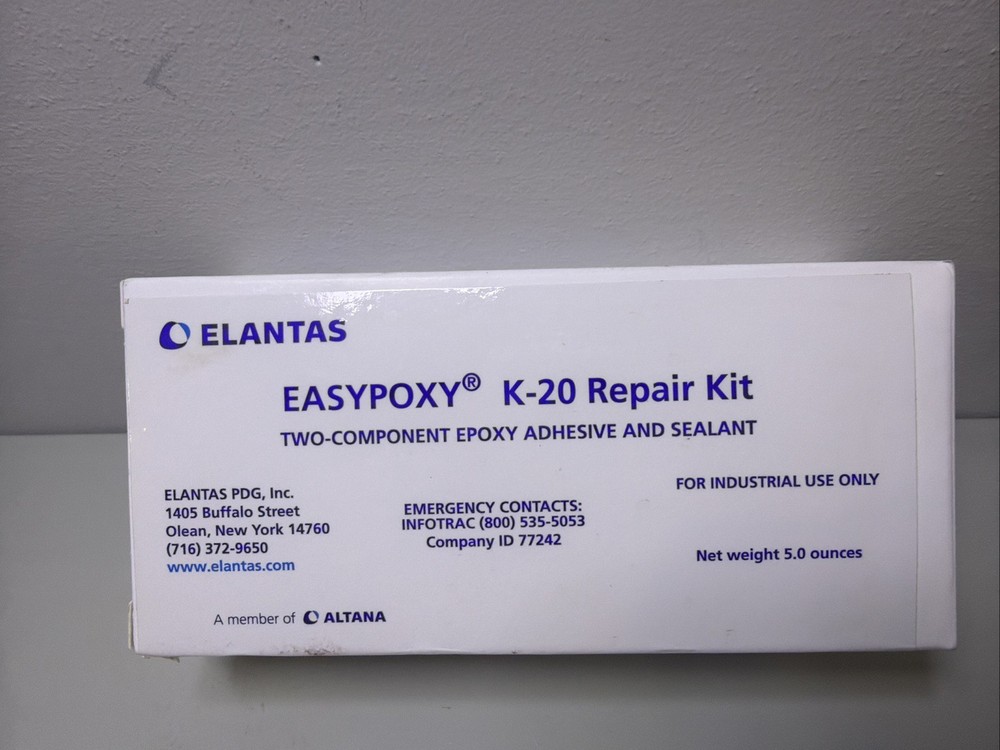 ELANTAS
EASYPOXY® K-20 Repair Kit
TWO-COMPONENT EPOXY ADHESIVE AND SEALANT
ELANTAS PDG, Inc.
1405 Buffalo Street
Olean, New York 14760
(716) 372-9650
www.elantas.com
EMERGENCY CONTACTS:
INFOTRAC (800) 535-5053
Company ID 77242
FOR INDUSTRIAL USE ONLY
Net weight 5.0 ounces
A member of ALTANA